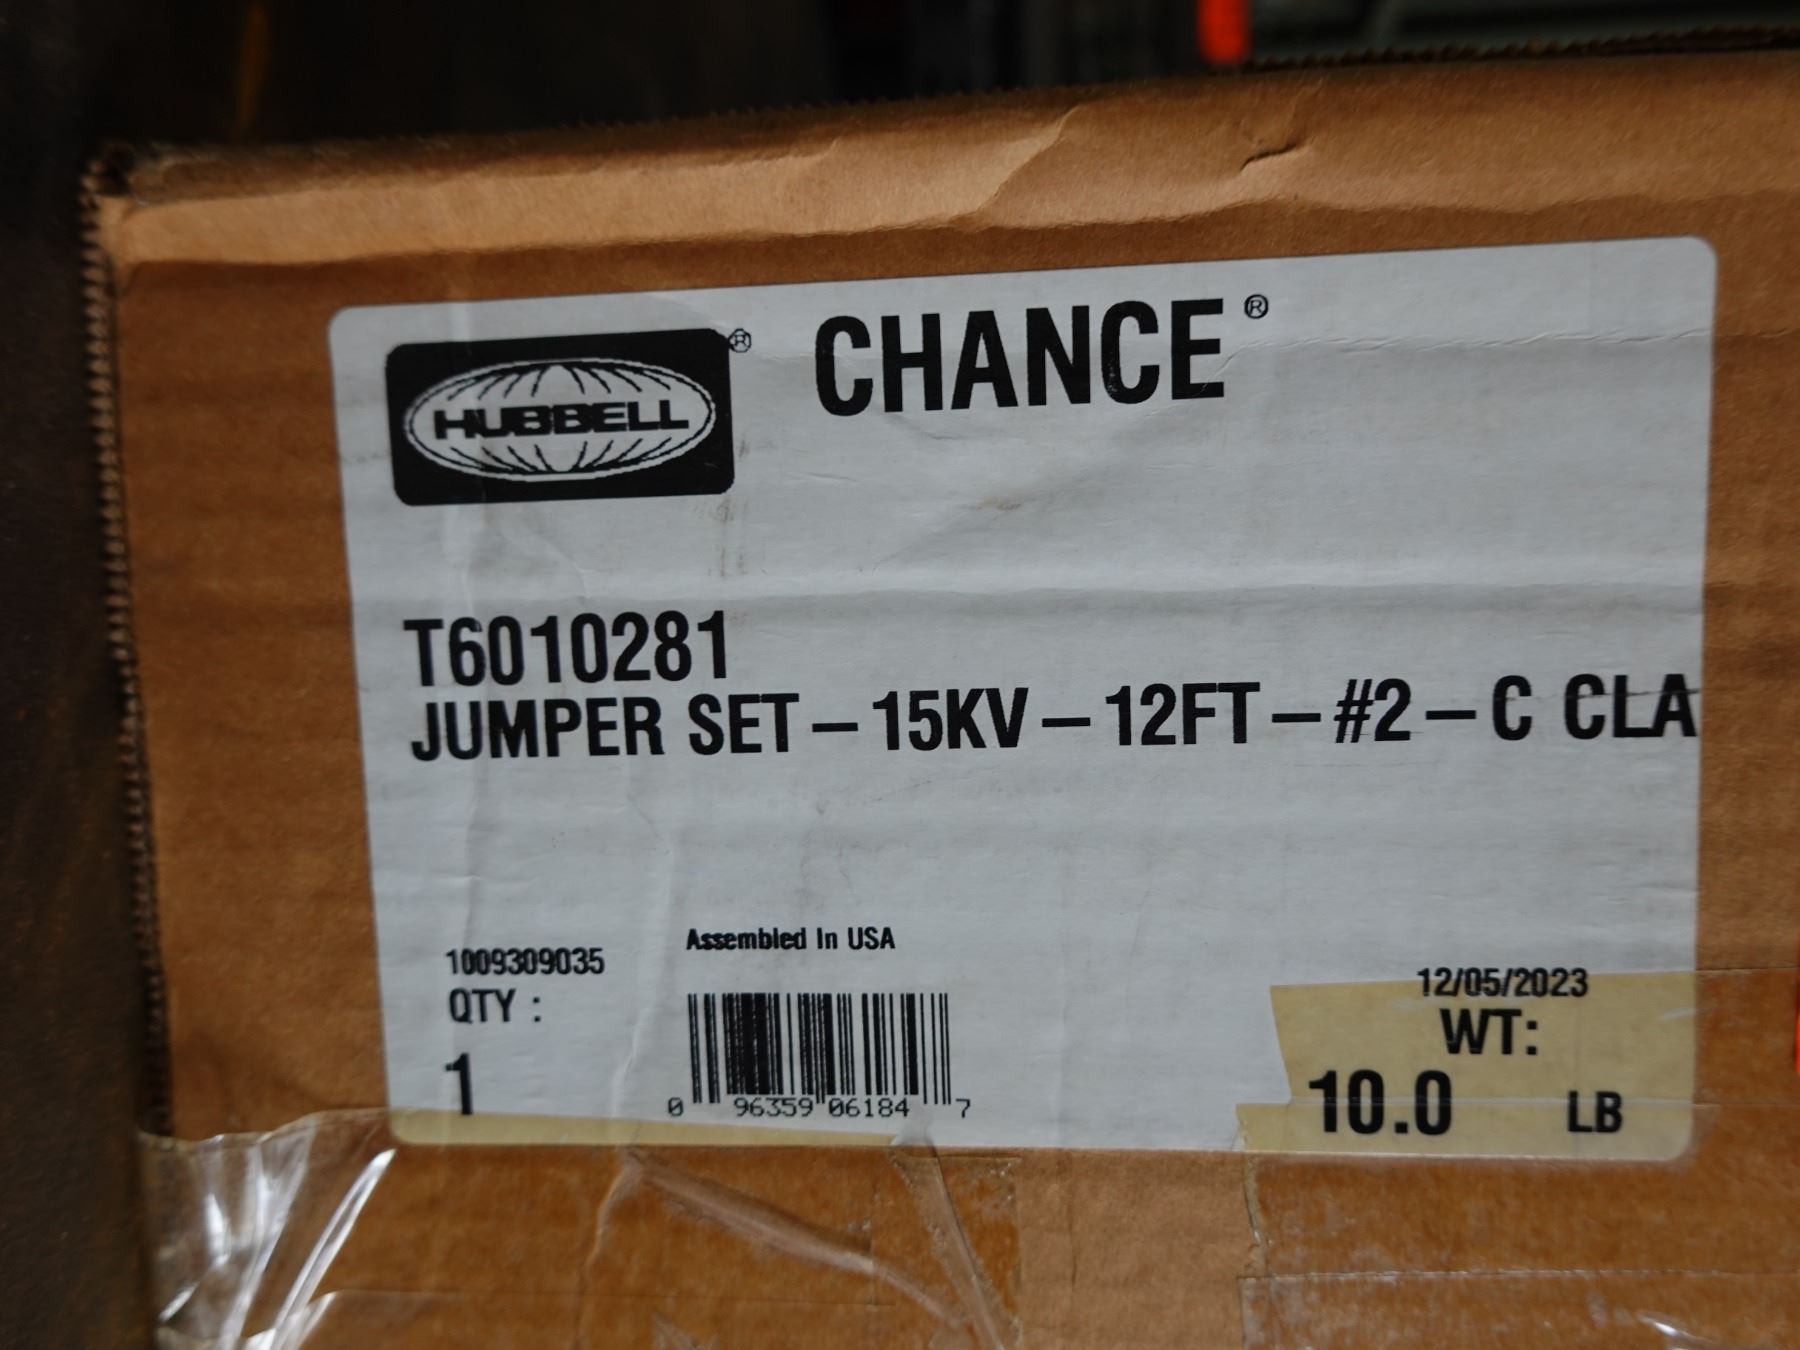 HUBBELL® CHANCE®
T6010281
JUMPER SET – 15KV – 12FT – #2 – C CLA
Assembled In USA
1009309035
QTY :
1
0 96359 06184 7
12/05/2023
WT:
10.0 LB